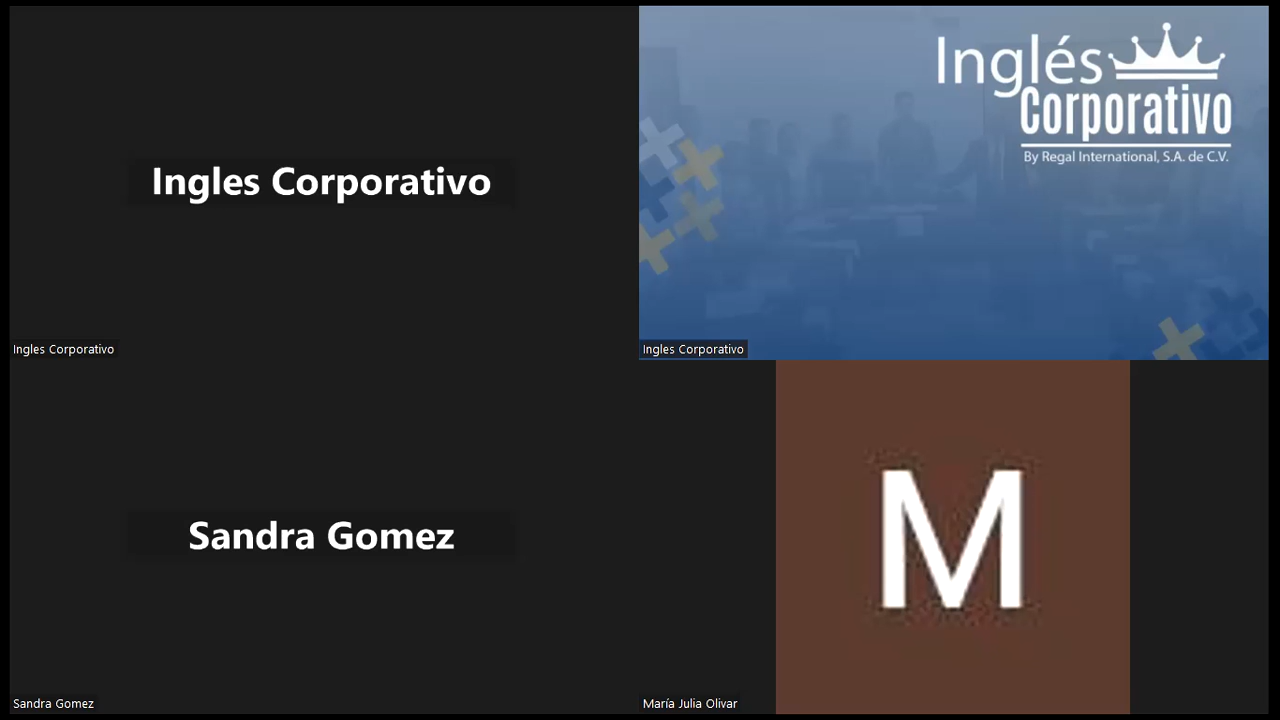 Ingles Corporativo
Ingles Corporativo
Inglés
Corporativo
By Regal International, S.A. de C.V.
Ingles Corporativo
Sandra Gomez
Sandra Gomez
M
María Julia Olivar